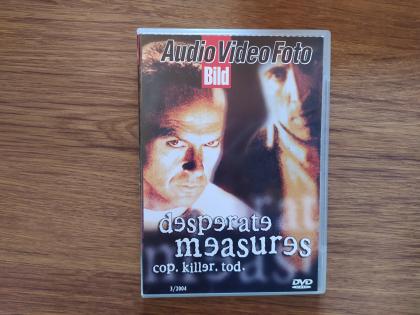 Audio Video Foto
Bild
desperate
measures
cop. killer. tod.
3/2004
DVD